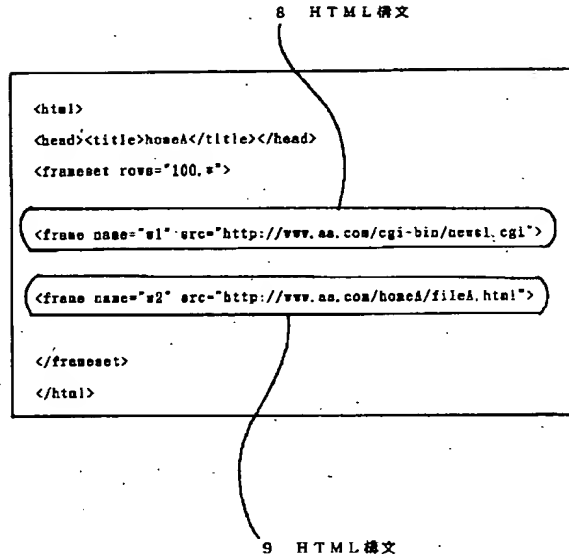 8 HTML構文
<html>
<head><title>homeA</title></head>
<frameset rows="100,*">
<frame name="w1" src="http://www.aa.com/cgi-bin/news1.cgi">
<frame name="w2" src="http://www.aa.com/homeA/fileA.html">
</frameset>
</html>
9 HTML構文